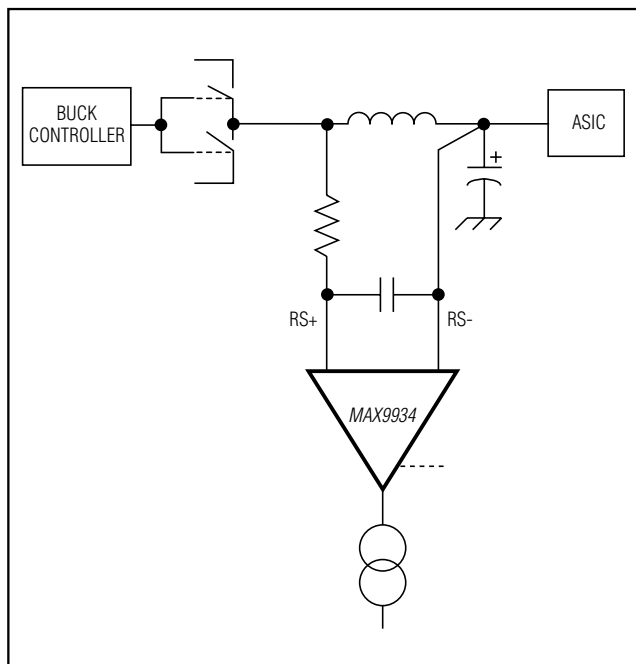 BUCK
CONTROLLER
ASIC
+
RS+
RS-
MAX9934